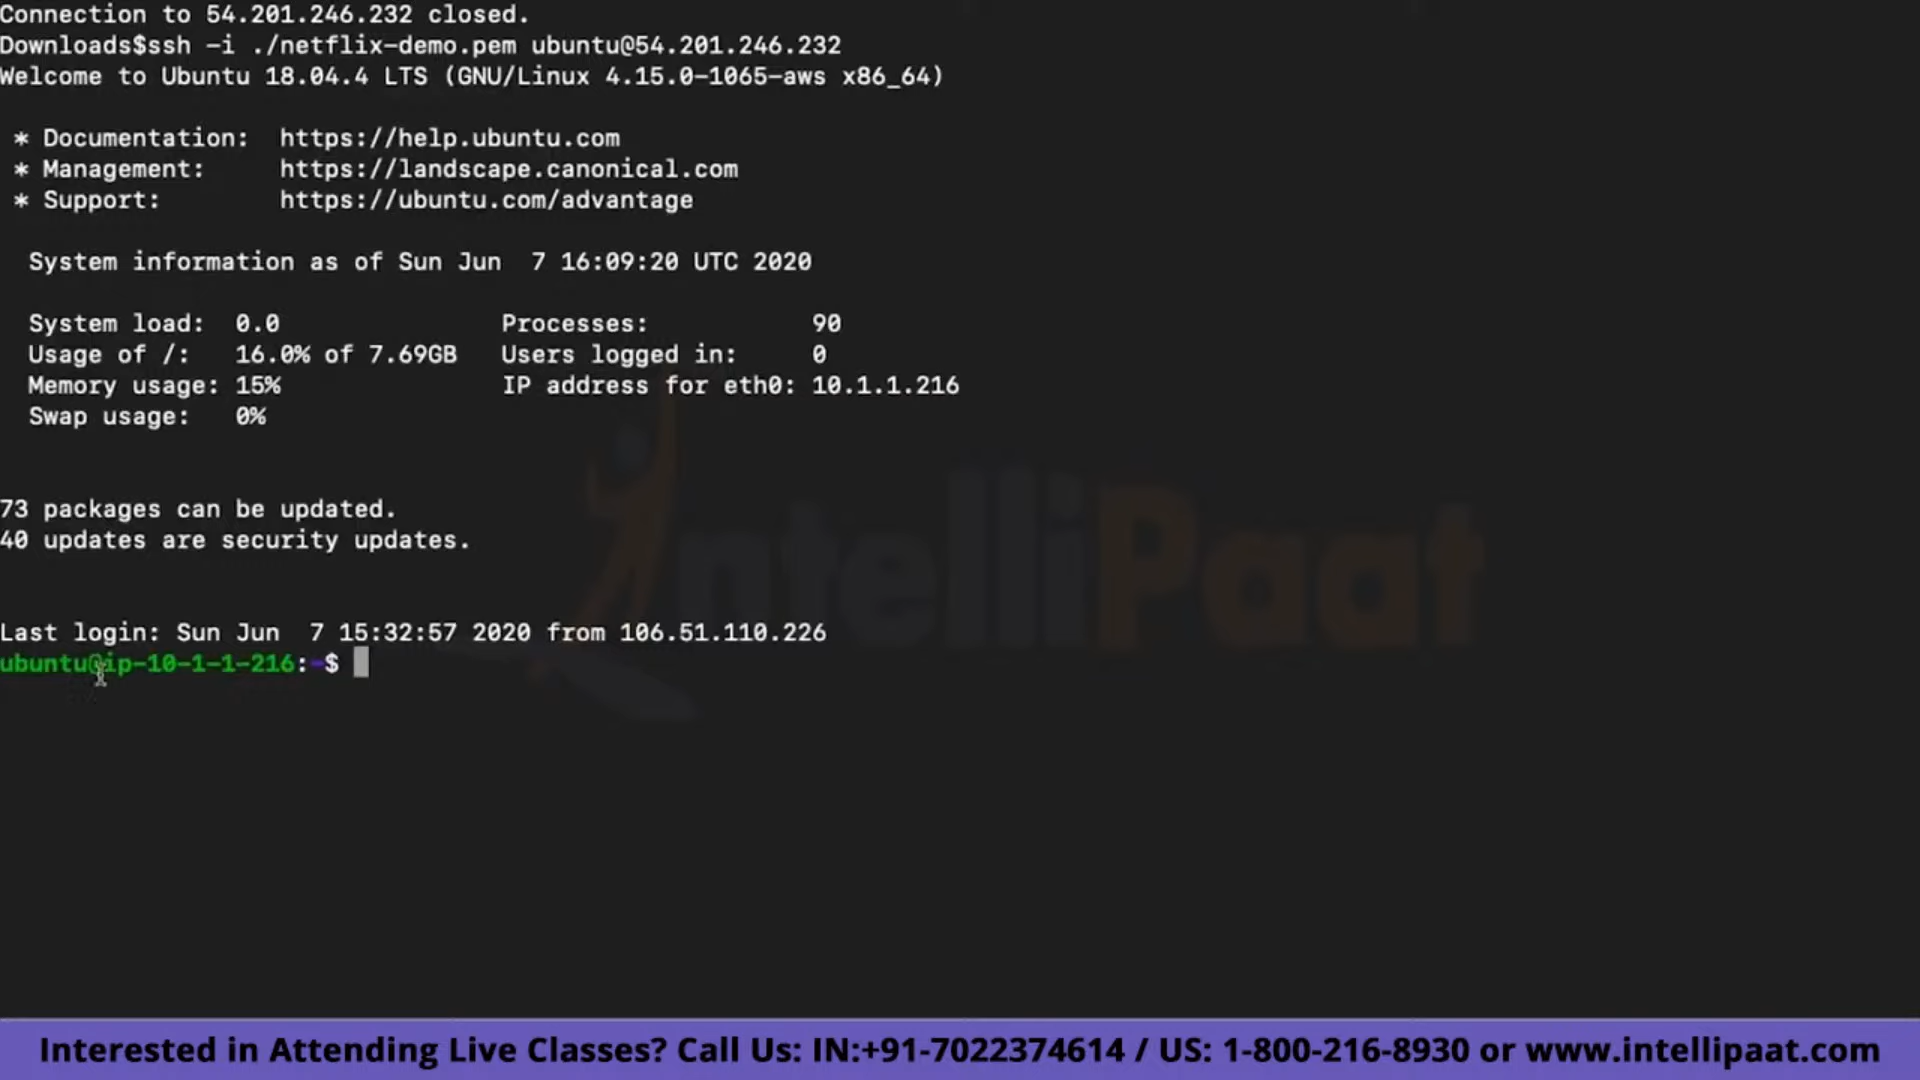 Connection to 54.201.246.232 closed.
Downloads$ssh -i ./netflix-demo.pem ubuntu@54.201.246.232
Welcome to Ubuntu 18.04.4 LTS (GNU/Linux 4.15.0-1065-aws x86_64)
* Documentation:  https://help.ubuntu.com
* Management:     https://landscape.canonical.com
* Support:        https://ubuntu.com/advantage
System information as of Sun Jun  7 16:09:20 UTC 2020
System load:  0.0                Processes:           90
Usage of /:   16.0% of 7.69GB   Users logged in:     0
Memory usage: 15%               IP address for eth0: 10.1.1.216
Swap usage:   0%
73 packages can be updated.
40 updates are security updates.
IntelliPaat
Last login: Sun Jun  7 15:32:57 2020 from 106.51.110.226
ubuntu@ip-10-1-1-216:~$
Interested in Attending Live Classes? Call Us: IN:+91-7022374614 / US: 1-800-216-8930 or www.intellipaat.com